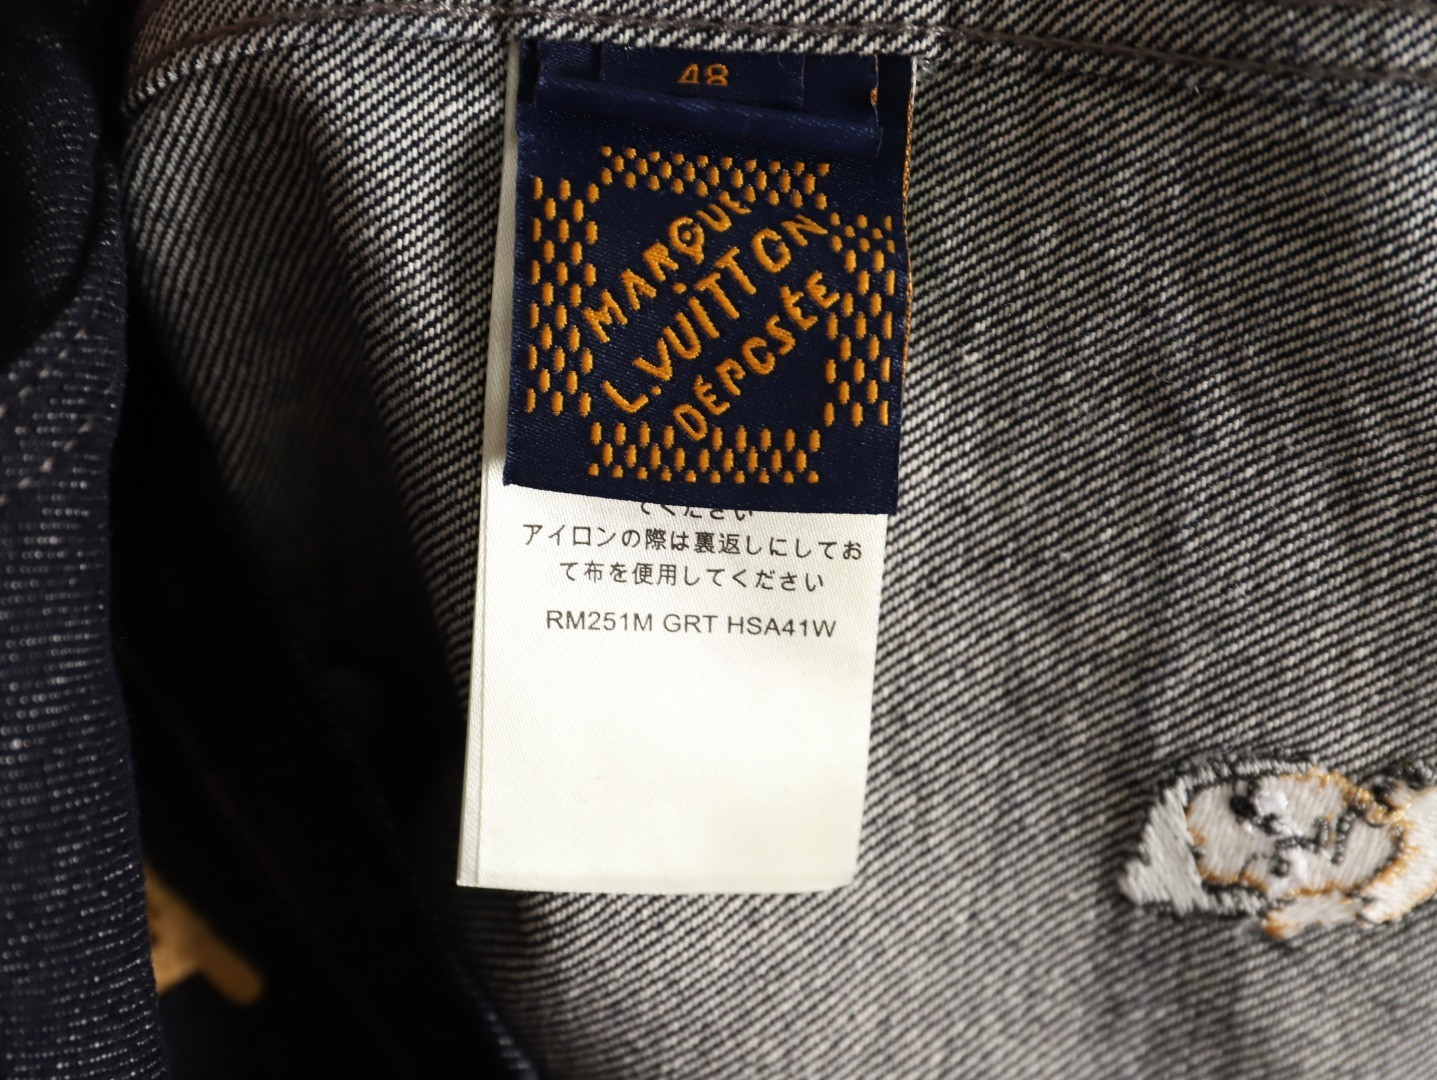 48
MARQUE
L.VUITTON
DÉPOSÉE
てください
アイロンの際は裏返しにしてお
て布を使用してください
RM251M GRT HSA41W